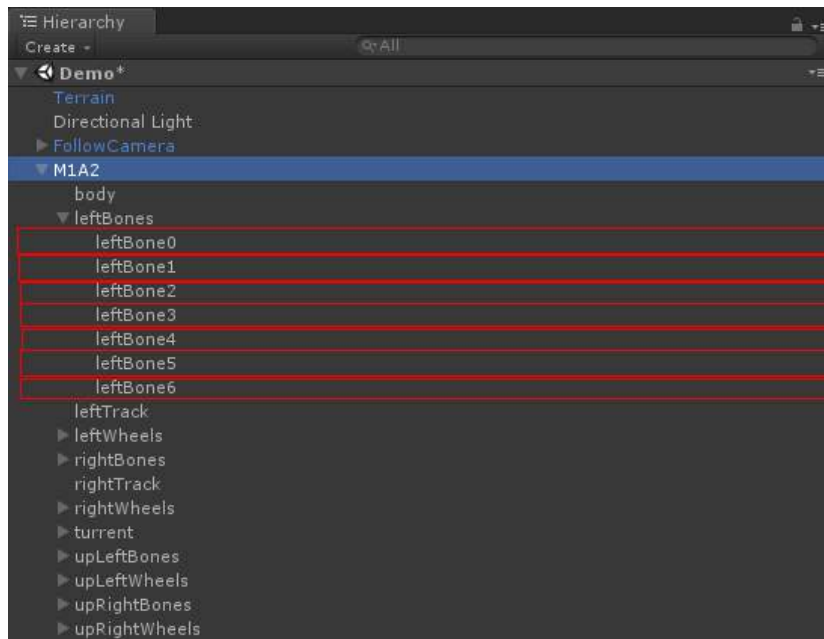 Hierarchy
Create All
Demo*
Terrain
Directional Light
FollowCamera
M1A2
body
leftBones
leftBone0
leftBone1
leftBone2
leftBone3
leftBone4
leftBone5
leftBone6
leftTrack
leftWheels
rightBones
rightTrack
rightWheels
turrent
upLeftBones
upLeftWheels
upRightBones
upRightWheels